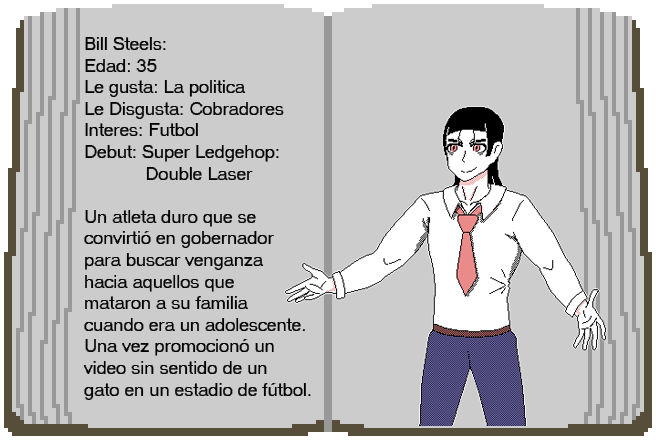 Bill Steels:
Edad: 35
Le gusta: La politica
Le Disgusta: Cobradores
Interes: Futbol
Debut: Super Ledgehop:
Double Laser
Un atleta duro que se
convirtió en gobernador
para buscar venganza
hacia aquellos que
mataron a su familia
cuando era un adolescente.
Una vez promocionó un
video sin sentido de un
gato en un estadio de fútbol.